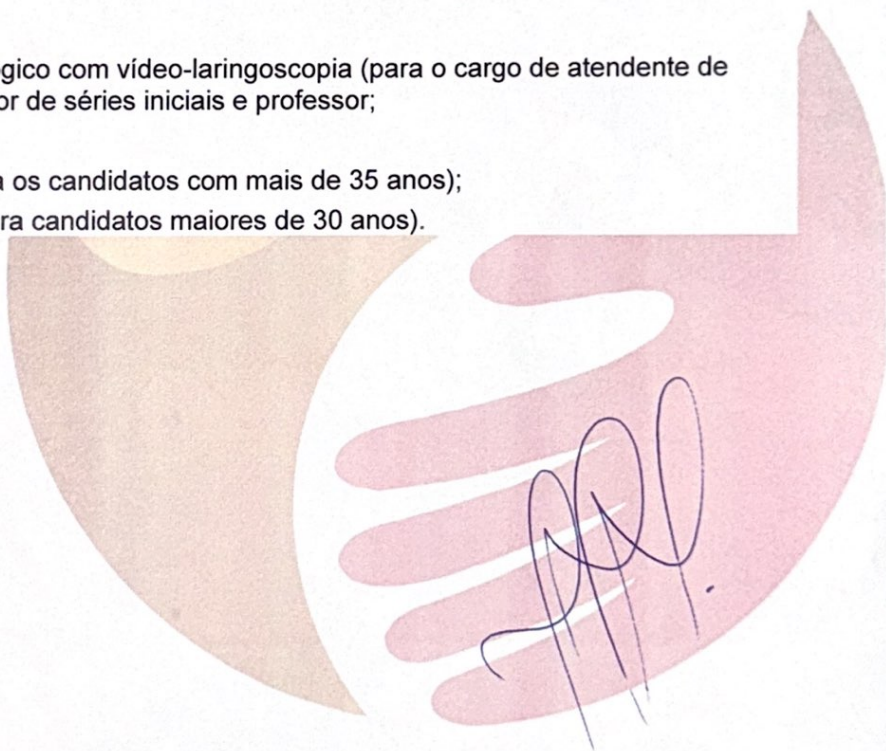 gico com vídeo-laringoscopia (para o cargo de atendente de
or de séries iniciais e professor;
a os candidatos com mais de 35 anos);
ra candidatos maiores de 30 anos).